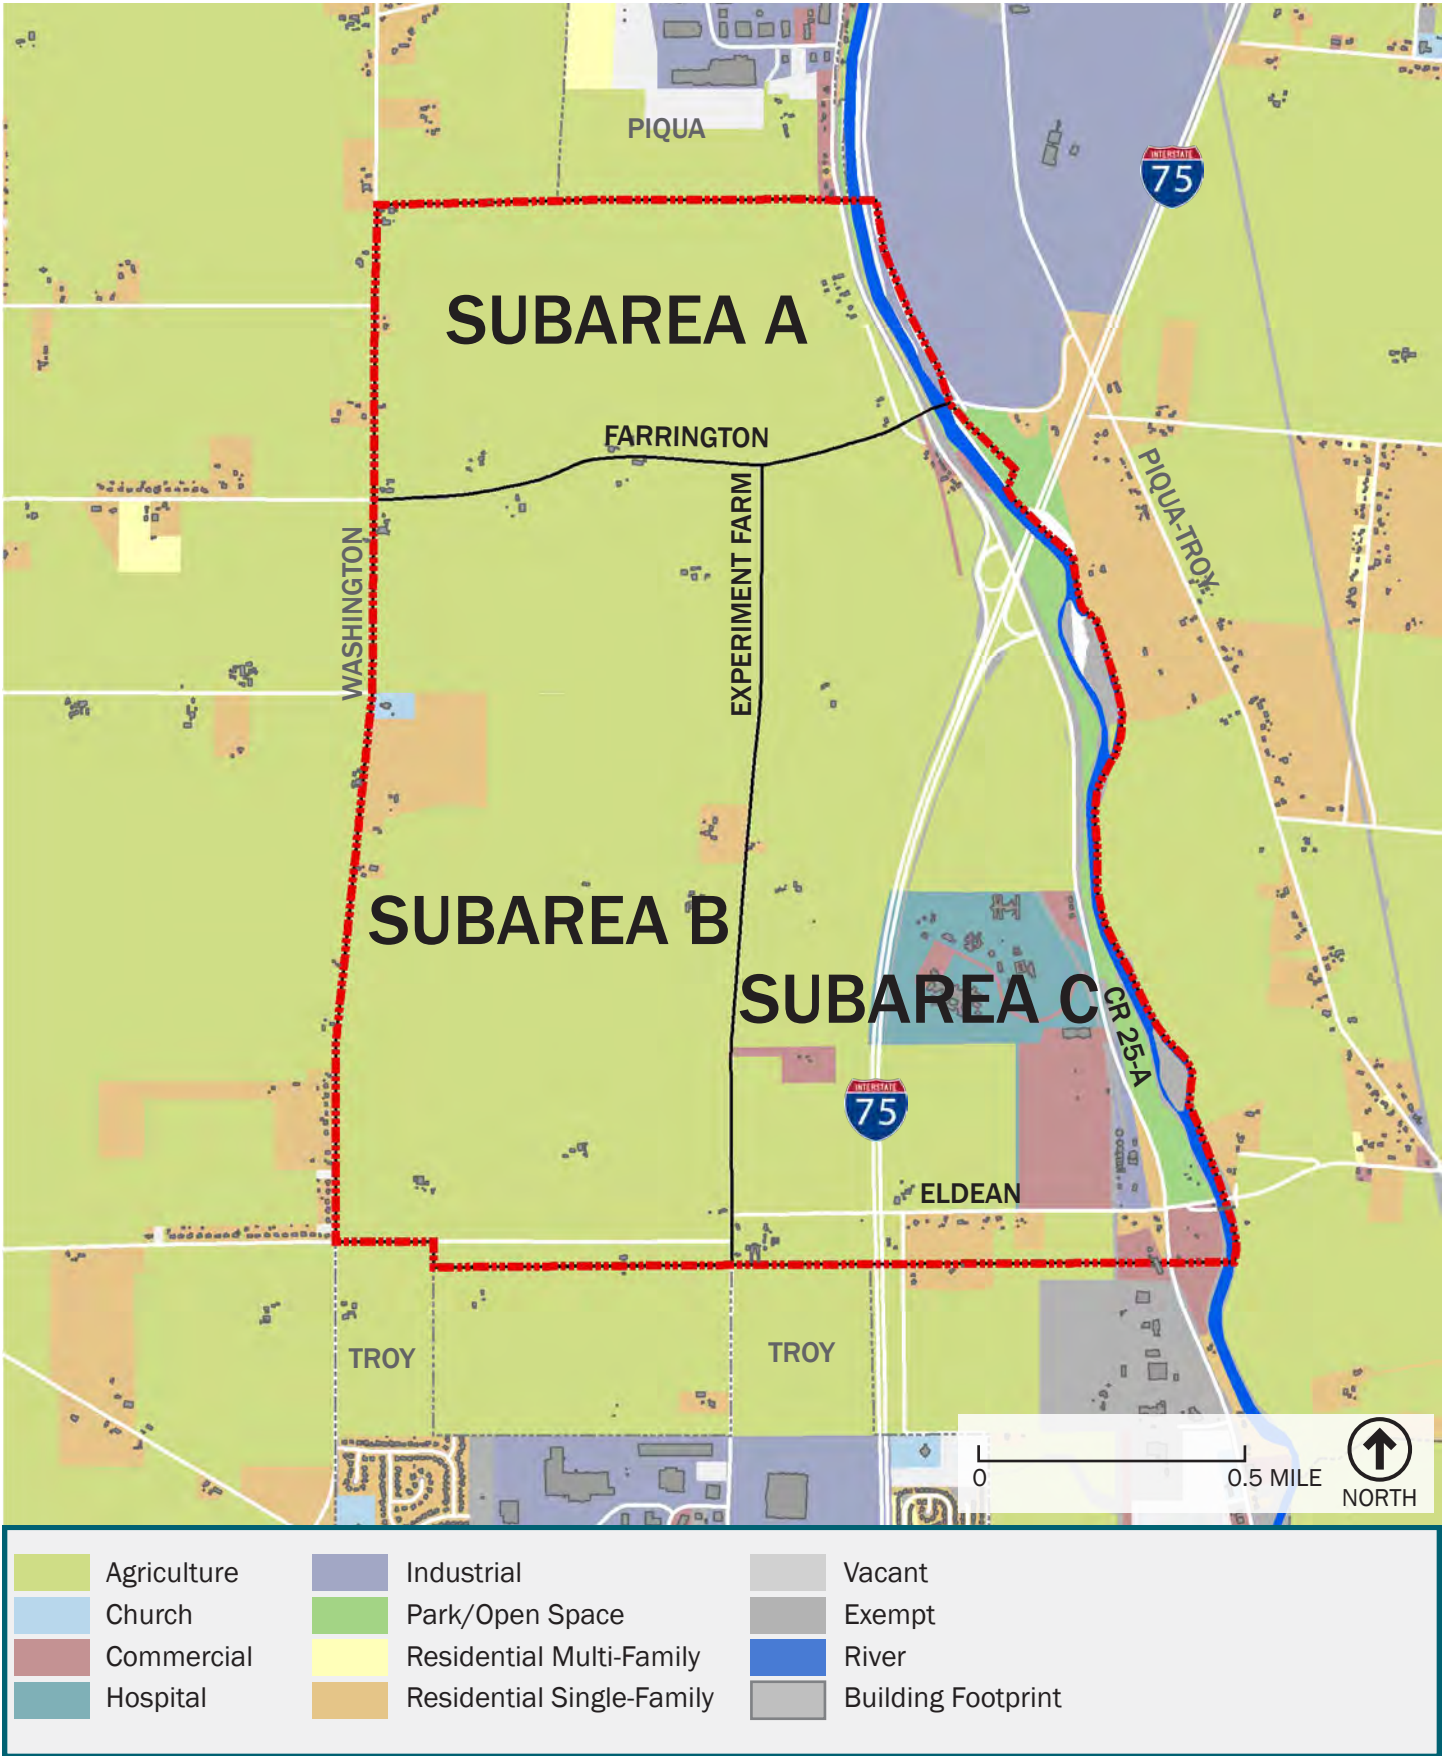 PIQUA
INTERSTATE
75
SUBAREA A
FARRINGTON
PIQUA-TROY
EXPERIMENT FARM
WASHINGTON
SUBAREA B
SUBAREA C
CR 25-A
INTERSTATE
75
ELDEAN
TROY
TROY
0
0.5 MILE
NORTH
Agriculture
Church
Commercial
Hospital
Industrial
Park/Open Space
Residential Multi-Family
Residential Single-Family
Vacant
Exempt
River
Building Footprint